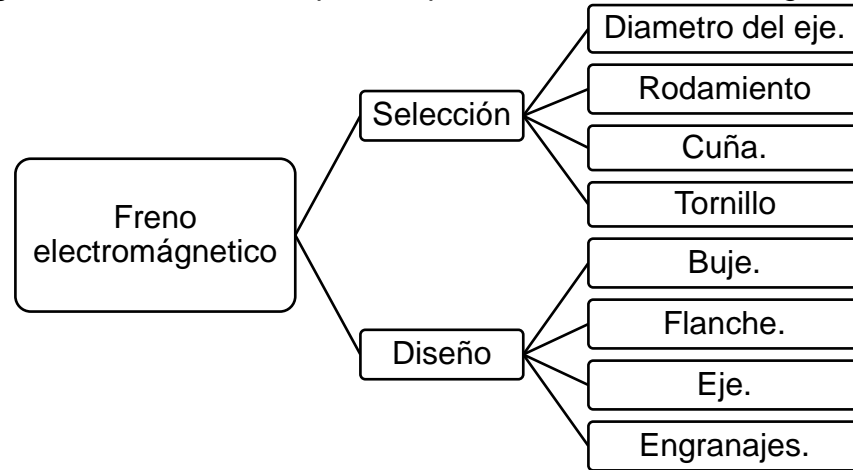 Diametro del eje.
Rodamiento
Selección
Cuña.
Tornillo
Freno
electromágnetico
Buje.
Flanche.
Diseño
Eje.
Engranajes.